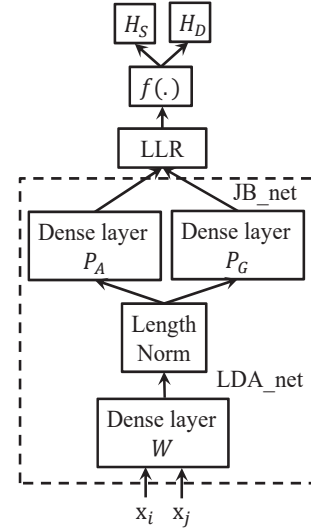 H_S H_D
f(.)
LLR
JB_net
Dense layer Dense layer
P_A P_G
Length
Norm
LDA_net
Dense layer
W
x_i x_j